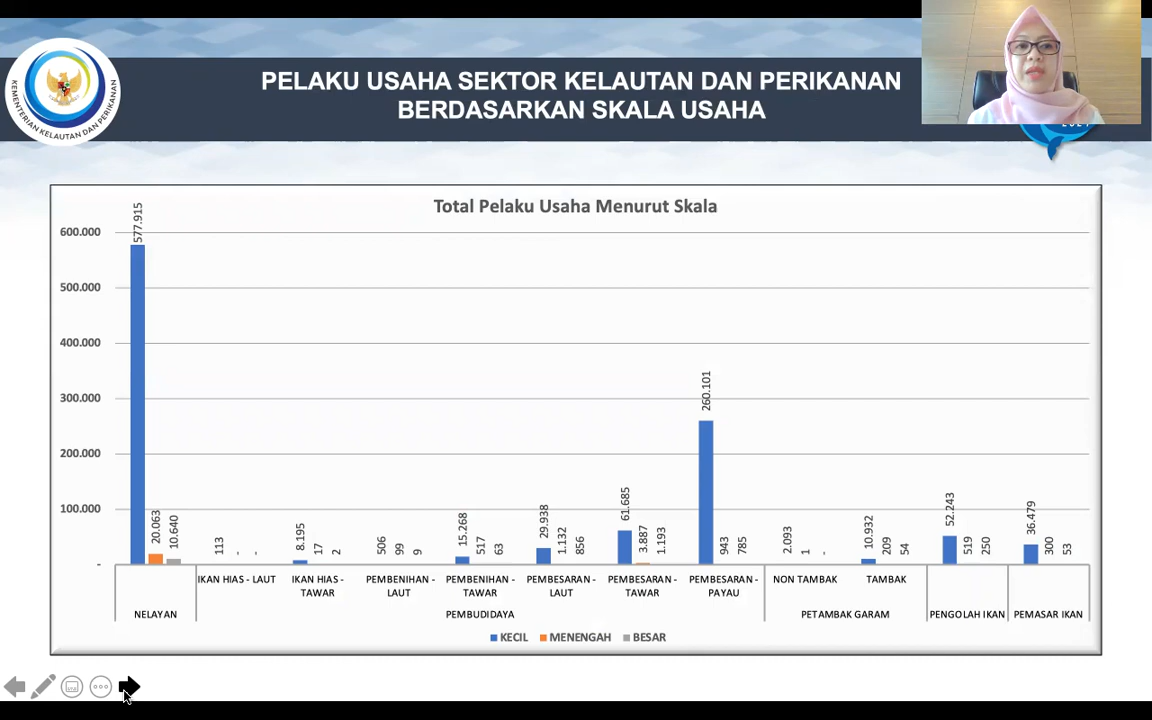 KEMENTERIAN KELAUTAN DAN PERIKANAN
PELAKU USAHA SEKTOR KELAUTAN DAN PERIKANAN
BERDASARKAN SKALA USAHA
Total Pelaku Usaha Menurut Skala
600.000
500.000
400.000
300.000
200.000
100.000
-
577.915
20.063
10.640
113
-
-
8.195
17
2
506
99
9
15.268
517
63
29.938
1.132
856
61.685
3.887
1.193
260.101
943
785
2.093
1
-
10.932
209
54
52.243
519
250
36.479
300
53
IKAN HIAS - LAUT
IKAN HIAS -
TAWAR
PEMBENIHAN -
LAUT
PEMBENIHAN -
TAWAR
PEMBESARAN -
LAUT
PEMBESARAN -
TAWAR
PEMBESARAN -
PAYAU
NON TAMBAK
TAMBAK
NELAYAN
PEMBUDIDAYA
PETAMBAK GARAM
PENGOLAH IKAN
PEMASAR IKAN
KECIL
MENENGAH
BESAR